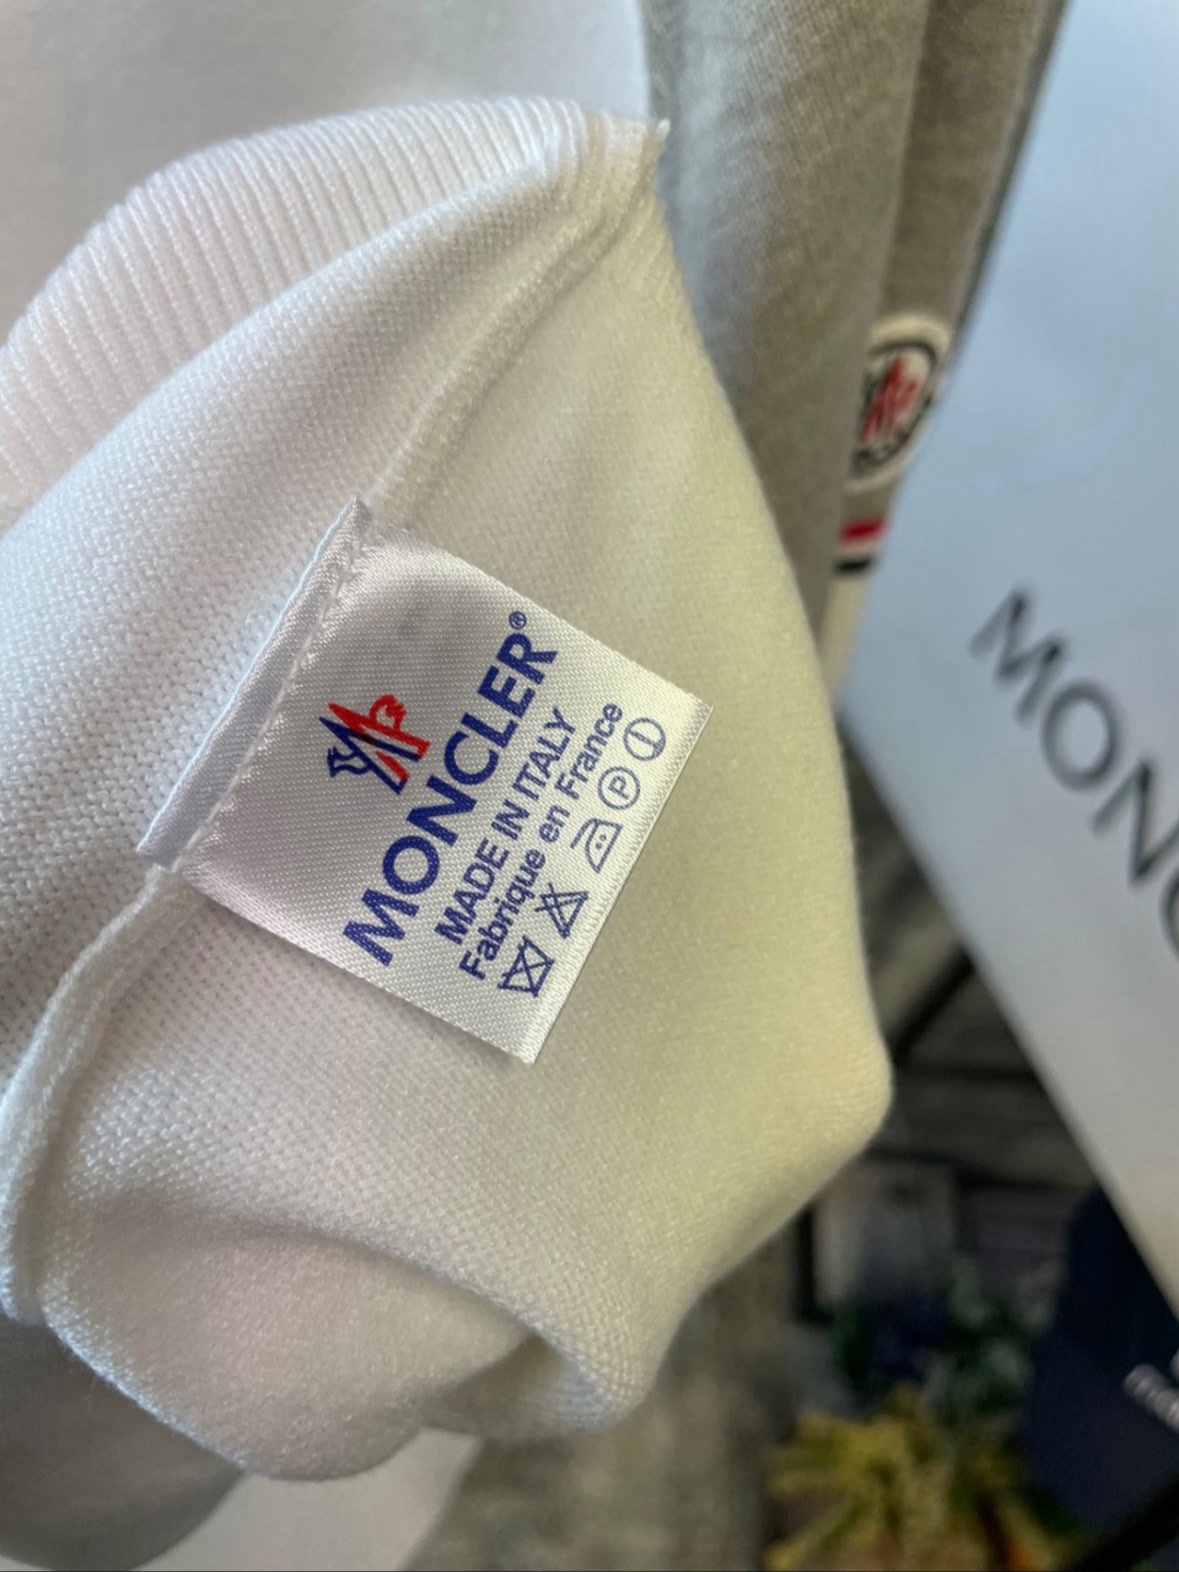 MONCLER®
MADE IN ITALY
Fabrique en France
P
MONC